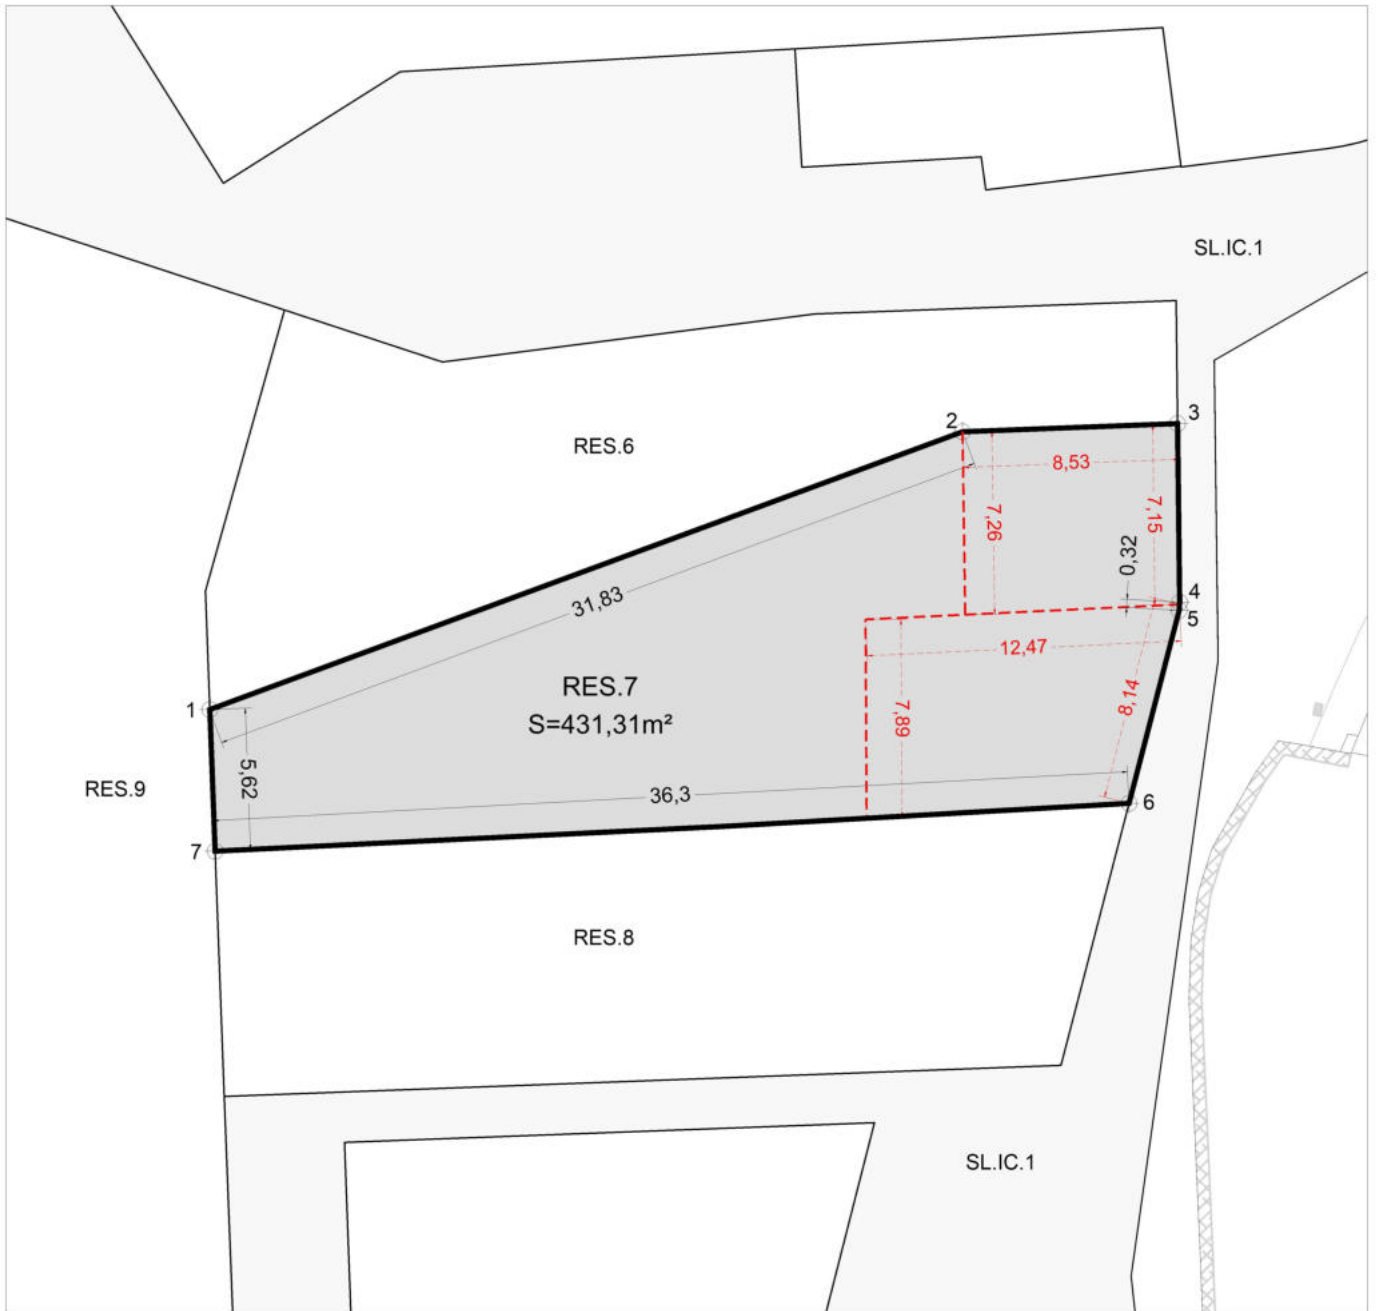 SL.IC.1
3
2
RES.6
8,53
7,26
7,15
0,32
4
5
31,83
12,47
RES.7
8,14
S=431,31m²
7,89
1
5,62
RES.9
36,3
6
7
RES.8
SL.IC.1